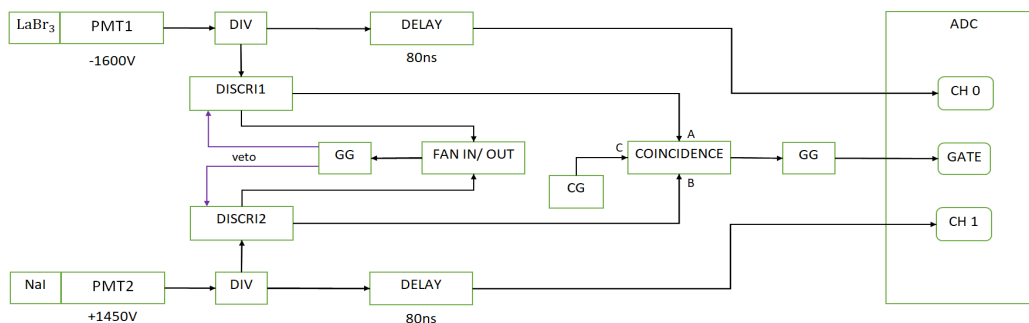 LaBr₃ PMT1 DIV DELAY ADC
-1600V 80ns
DISCRI1 CH 0
A
veto GG FAN IN/ OUT C COINCIDENCE GG GATE
CG B
DISCRI2 CH 1
NaI PMT2 DIV DELAY
+1450V 80ns